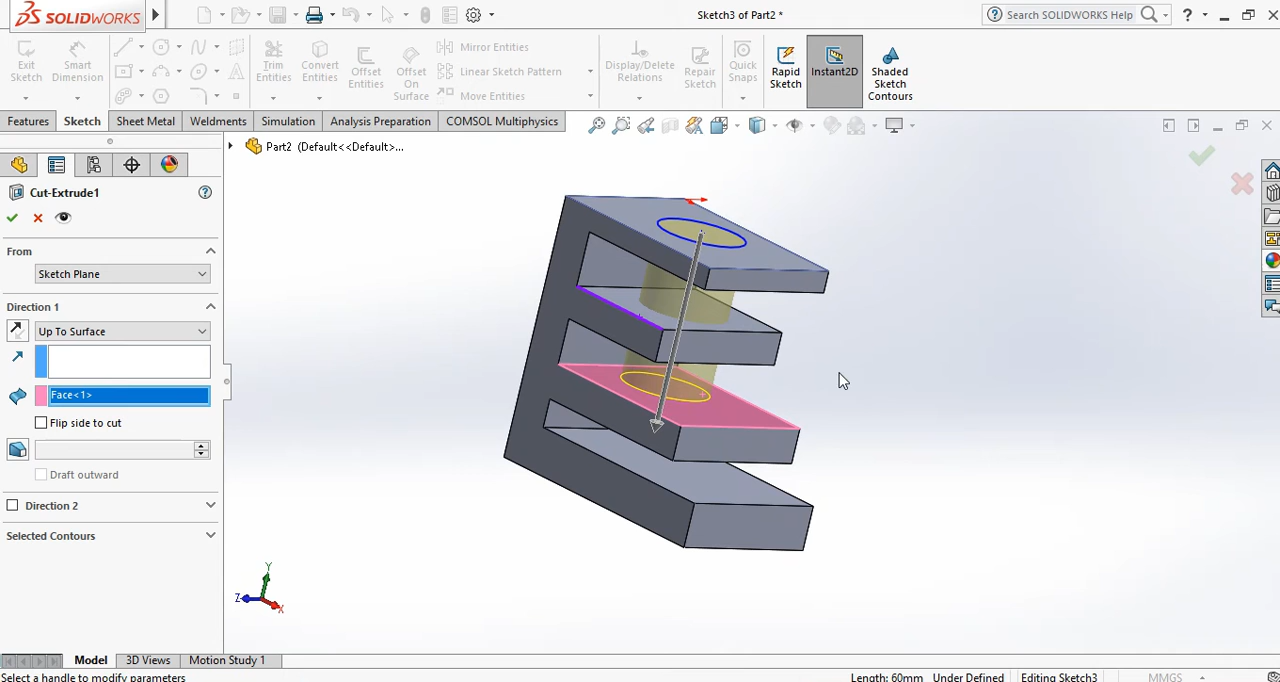 SOLIDWORKS
Sketch3 of Part2 *
Search SOLIDWORKS Help
?
Exit Sketch
Smart Dimension
Trim Entities
Convert Entities
Offset Entities
Offset On Surface
Mirror Entities
Linear Sketch Pattern
Move Entities
Display/Delete Relations
Repair Sketch
Quick Snaps
Rapid Sketch
Instant2D
Shaded Sketch Contours
Features
Sketch
Sheet Metal
Weldments
Simulation
Analysis Preparation
COMSOL Multiphysics
Part2 (Default<<Default>...
Cut-Extrude1
From
Sketch Plane
Direction 1
Up To Surface
Face<1>
Flip side to cut
Draft outward
Direction 2
Selected Contours
Y
Z
X
Model
3D Views
Motion Study 1
Select a handle to modify parameters
Length: 60mm
Under Defined
Editing Sketch3
MMGS